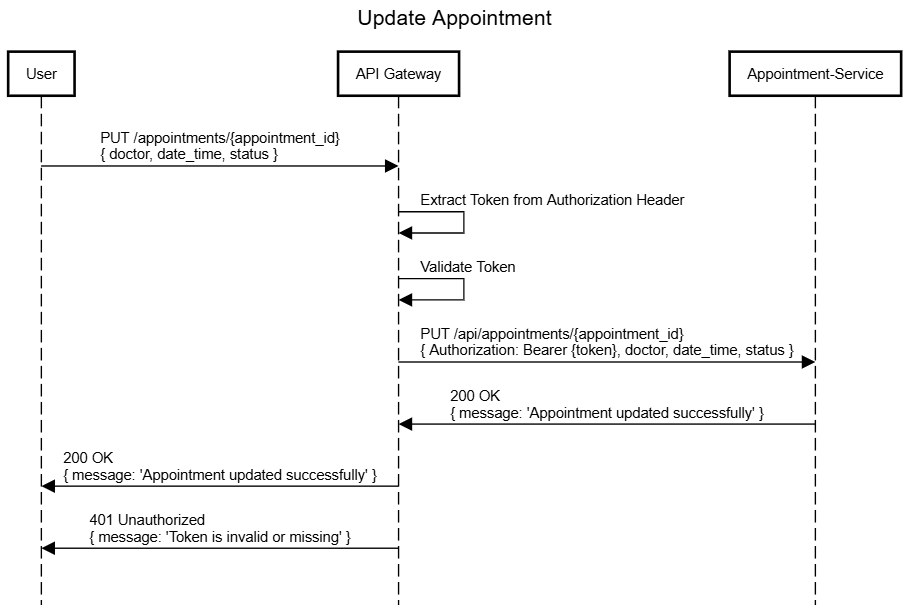 Update Appointment
User
API Gateway
Appointment-Service
PUT /appointments/{appointment_id}
{ doctor, date_time, status }
Extract Token from Authorization Header
Validate Token
PUT /api/appointments/{appointment_id}
{ Authorization: Bearer {token}, doctor, date_time, status }
200 OK
{ message: 'Appointment updated successfully' }
200 OK
{ message: 'Appointment updated successfully' }
401 Unauthorized
{ message: 'Token is invalid or missing' }